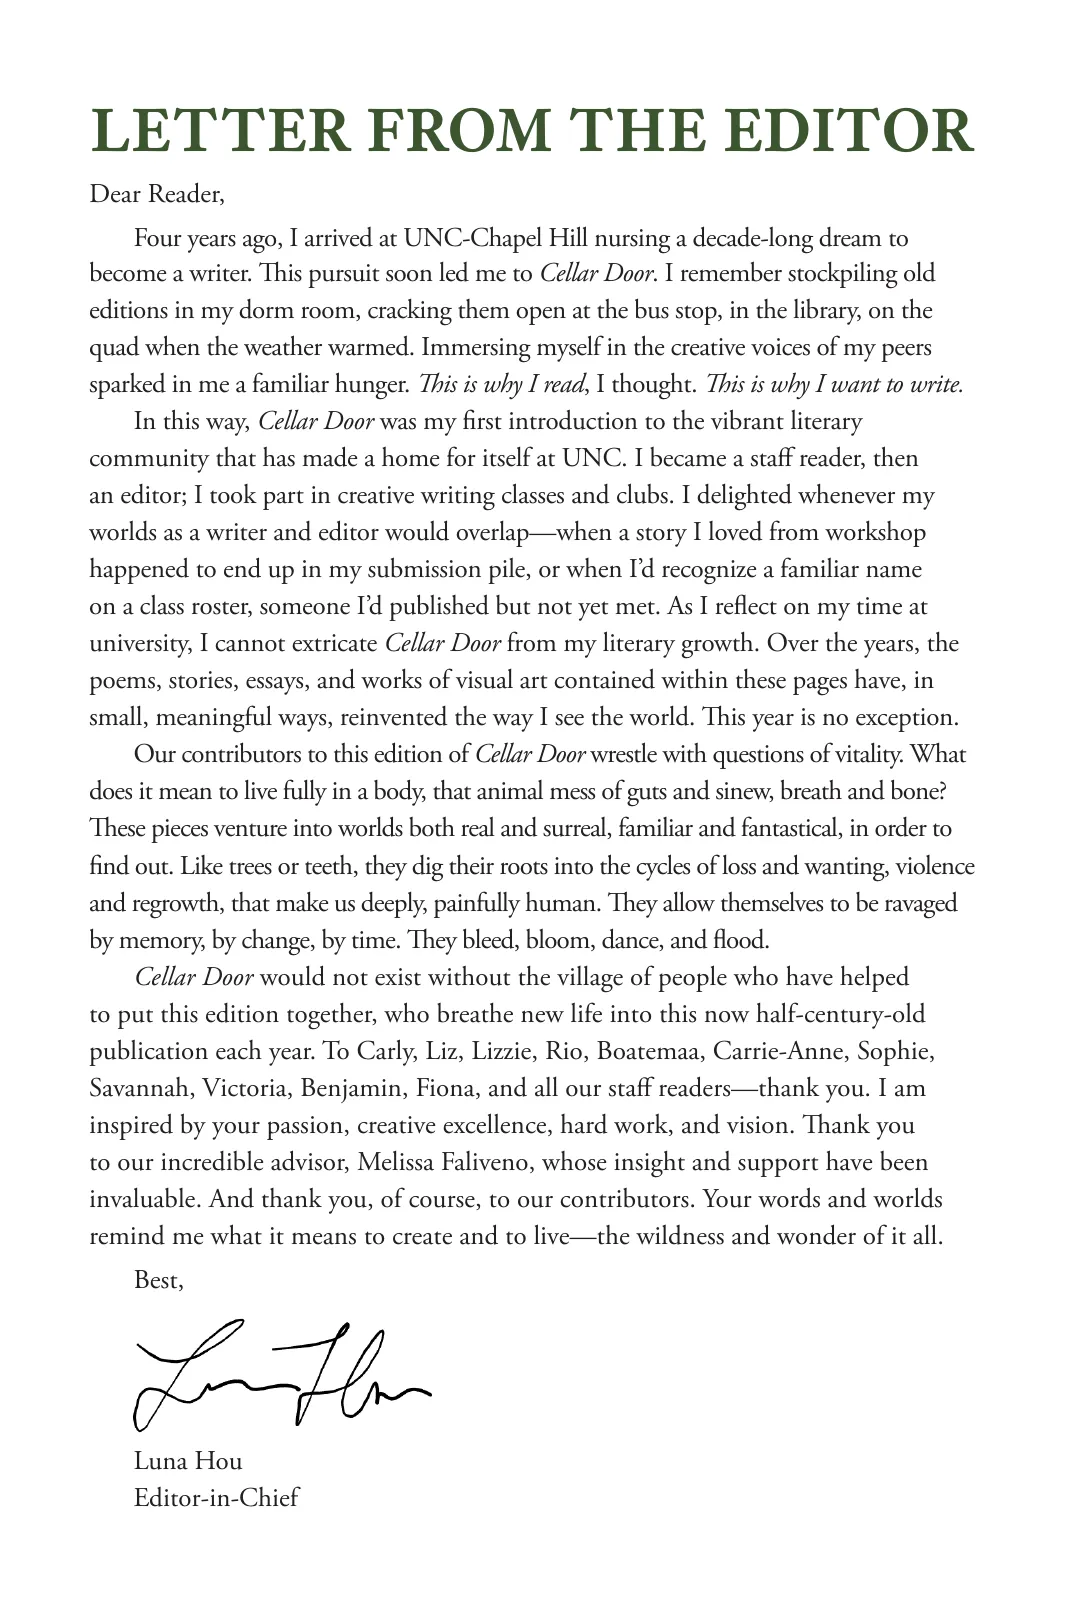 LETTER FROM THE EDITOR
Dear Reader,
Four years ago, I arrived at UNC-Chapel Hill nursing a decade-long dream to
become a writer. This pursuit soon led me to Cellar Door. I remember stockpiling old
editions in my dorm room, cracking them open at the bus stop, in the library, on the
quad when the weather warmed. Immersing myself in the creative voices of my peers
sparked in me a familiar hunger. This is why I read, I thought. This is why I want to write.
In this way, Cellar Door was my first introduction to the vibrant literary
community that has made a home for itself at UNC. I became a staff reader, then
an editor; I took part in creative writing classes and clubs. I delighted whenever my
worlds as a writer and editor would overlap—when a story I loved from workshop
happened to end up in my submission pile, or when I’d recognize a familiar name
on a class roster, someone I’d published but not yet met. As I reflect on my time at
university, I cannot extricate Cellar Door from my literary growth. Over the years, the
poems, stories, essays, and works of visual art contained within these pages have, in
small, meaningful ways, reinvented the way I see the world. This year is no exception.
Our contributors to this edition of Cellar Door wrestle with questions of vitality. What
does it mean to live fully in a body, that animal mess of guts and sinew, breath and bone?
These pieces venture into worlds both real and surreal, familiar and fantastical, in order to
find out. Like trees or teeth, they dig their roots into the cycles of loss and wanting, violence
and regrowth, that make us deeply, painfully human. They allow themselves to be ravaged
by memory, by change, by time. They bleed, bloom, dance, and flood.
Cellar Door would not exist without the village of people who have helped
to put this edition together, who breathe new life into this now half-century-old
publication each year. To Carly, Liz, Lizzie, Rio, Boatemaa, Carrie-Anne, Sophie,
Savannah, Victoria, Benjamin, Fiona, and all our staff readers—thank you. I am
inspired by your passion, creative excellence, hard work, and vision. Thank you
to our incredible advisor, Melissa Faliveno, whose insight and support have been
invaluable. And thank you, of course, to our contributors. Your words and worlds
remind me what it means to create and to live—the wildness and wonder of it all.
Best,
Luna Hou
Luna Hou
Editor-in-Chief